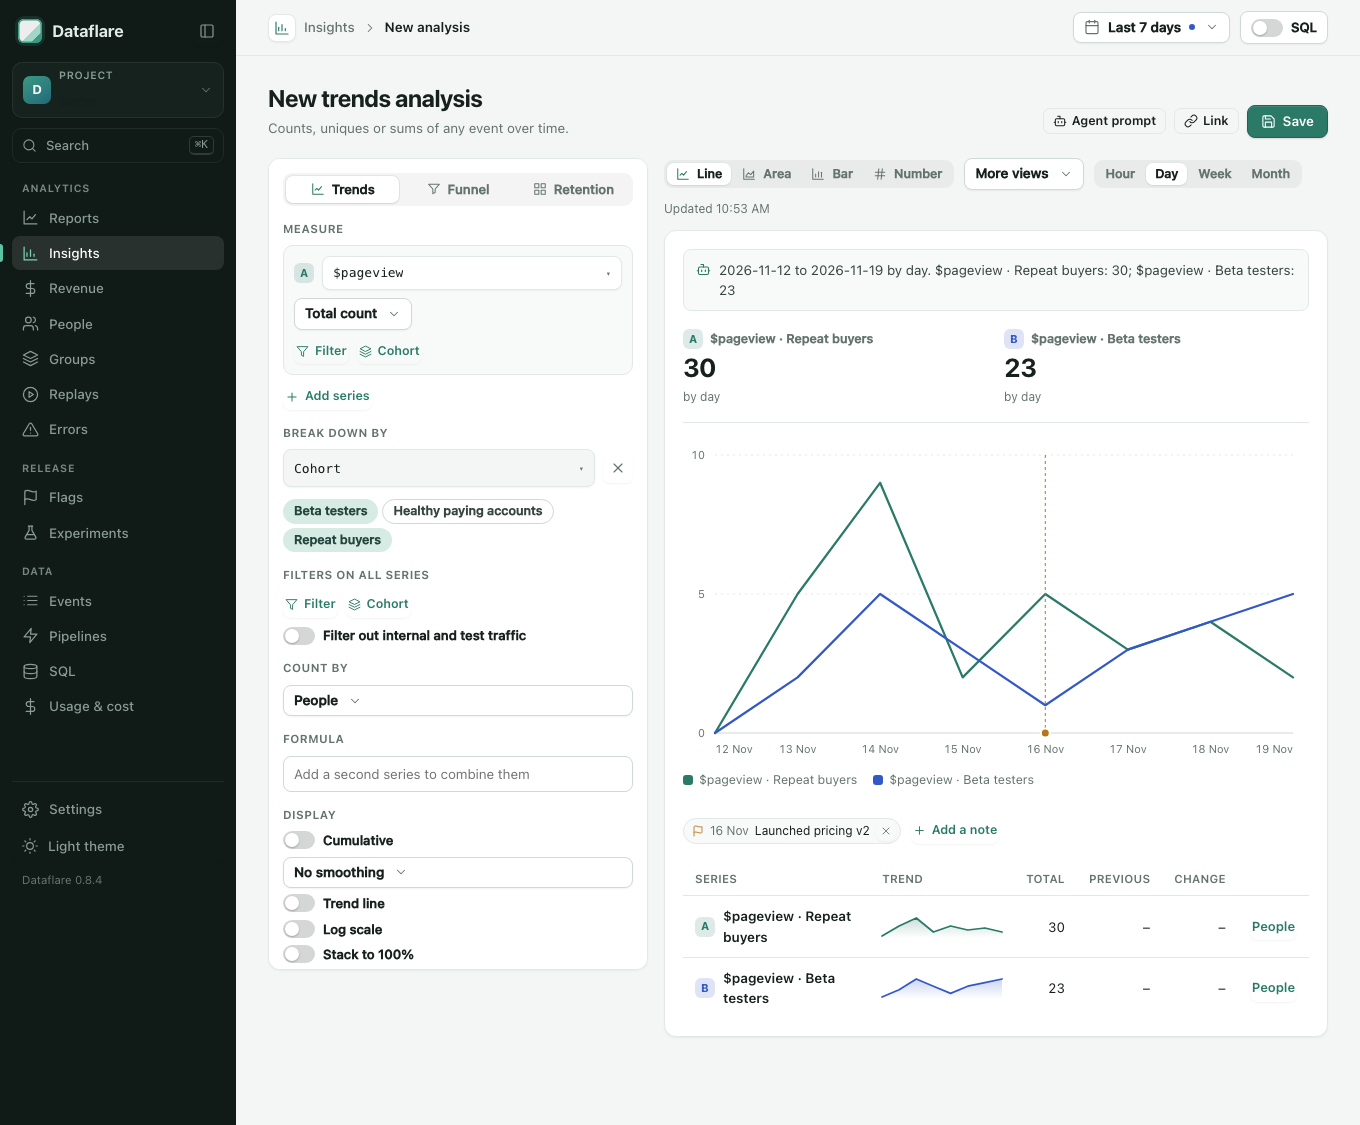 Dataflare
PROJECT
D
Search
⌘K
ANALYTICS
Reports
Insights
Revenue
People
Groups
Replays
Errors
RELEASE
Flags
Experiments
DATA
Events
Pipelines
SQL
Usage & cost
Settings
Light theme
Dataflare 0.8.4
Insights > New analysis
Last 7 days
SQL
New trends analysis
Counts, uniques or sums of any event over time.
Agent prompt
Link
Save
Trends
Funnel
Retention
MEASURE
A
$pageview
Total count
Filter
Cohort
+ Add series
BREAK DOWN BY
Cohort
Beta testers
Healthy paying accounts
Repeat buyers
FILTERS ON ALL SERIES
Filter
Cohort
Filter out internal and test traffic
COUNT BY
People
FORMULA
Add a second series to combine them
DISPLAY
Cumulative
No smoothing
Trend line
Log scale
Stack to 100%
Line
Area
Bar
# Number
More views
Hour
Day
Week
Month
Updated 10:53 AM
2026-11-12 to 2026-11-19 by day. $pageview · Repeat buyers: 30; $pageview · Beta testers:
23
A $pageview · Repeat buyers
30
by day
B $pageview · Beta testers
23
by day
10
5
0
12 Nov 13 Nov 14 Nov 15 Nov 16 Nov 17 Nov 18 Nov 19 Nov
$pageview · Repeat buyers
$pageview · Beta testers
16 Nov Launched pricing v2
+ Add a note
SERIES TREND TOTAL PREVIOUS CHANGE
A $pageview · Repeat
buyers
30 – – People
B $pageview · Beta
testers
23 – – People